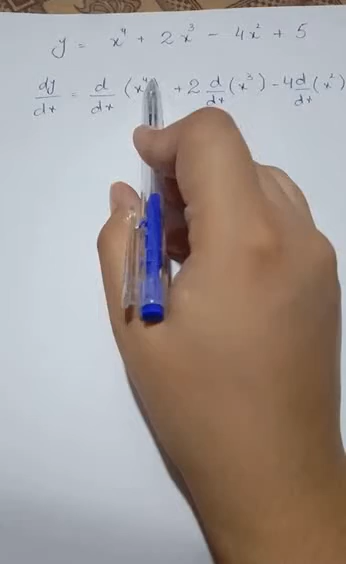 y = x⁴ + 2x³ - 4x² + 5
dy/dx = d/dx (x⁴ + 2 d/dx (x³) - 4 d/dx (x²)